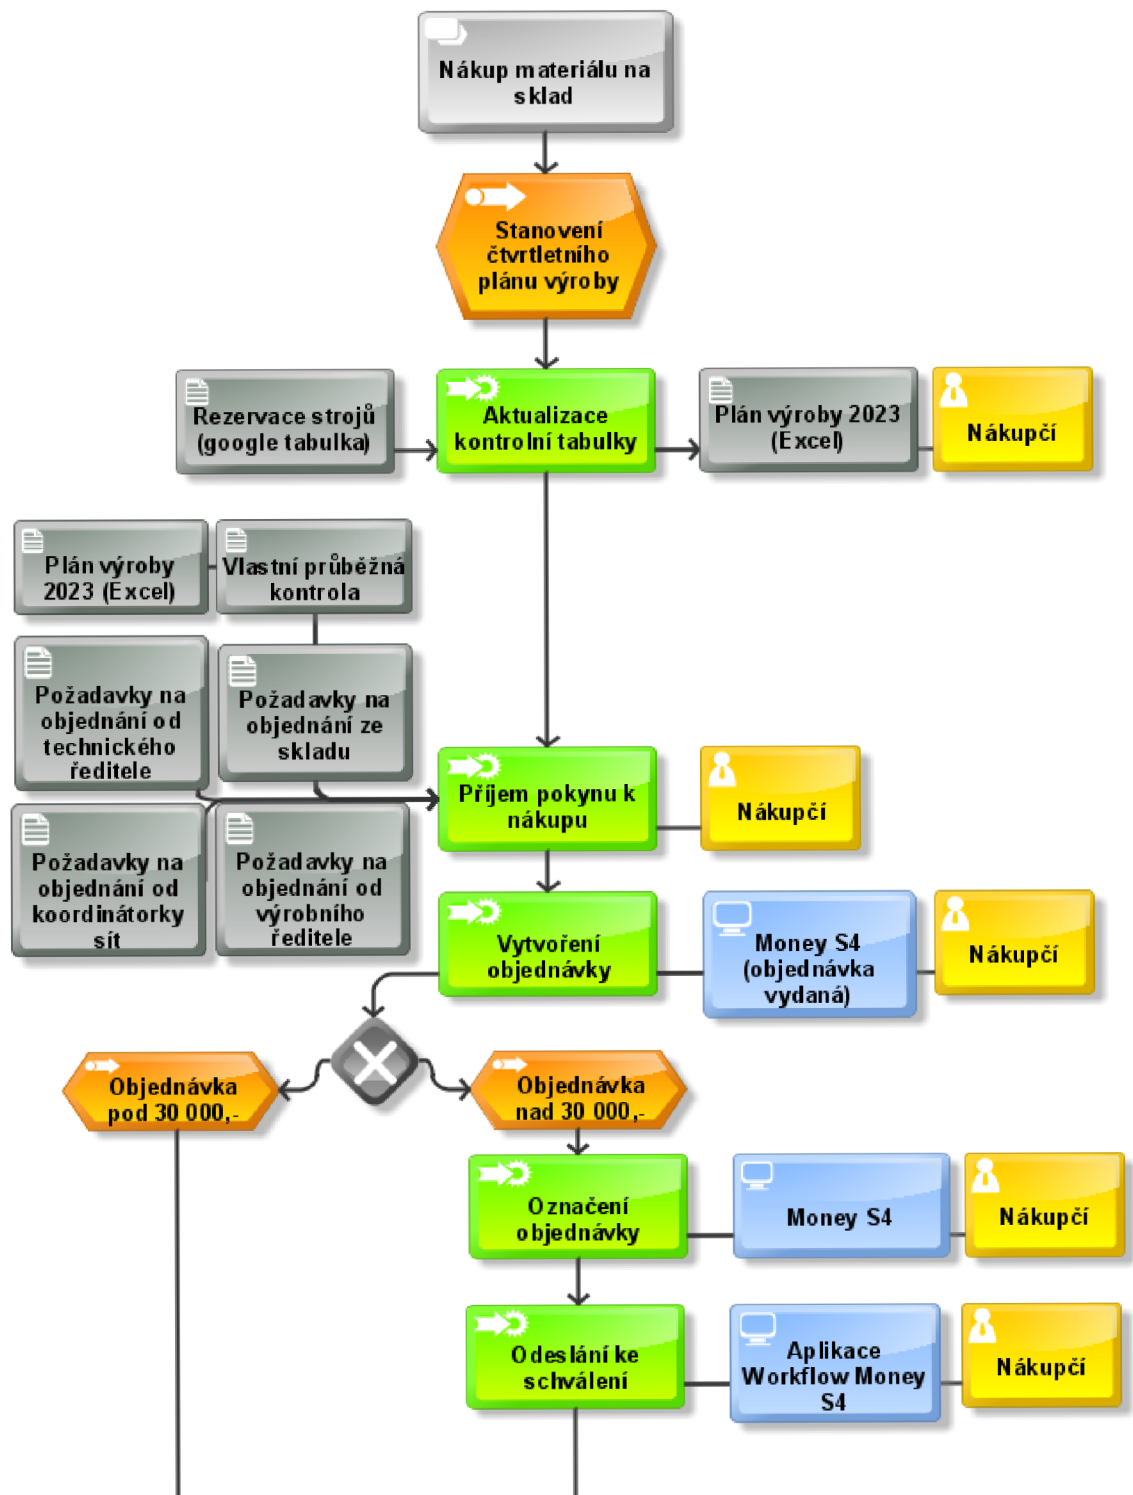 Nákup materiálu na
sklad
Stanovení
čtvrtletního
plánu výroby
Rezervace strojů
(google tabulka)
Aktualizace
kontrolní tabulky
Plán výroby 2023
(Excel)
Nákupčí
Plán výroby
2023 (Excel)
Vlastní průběžná
kontrola
Požadavky na
objednání od
technického
ředitele
Požadavky na
objednání ze
skladu
Příjem pokynu k
nákupu
Nákupčí
Požadavky na
objednání od
koordinátorky
sít
Požadavky na
objednání od
výrobního
ředitele
Vytvoření
objednávky
Money S4
(objednávka
vydaná)
Nákupčí
Objednávka
pod 30 000,-
Objednávka
nad 30 000,-
Označení
objednávky
Money S4
Nákupčí
Odeslání ke
schválení
Aplikace
Workflow Money
S4
Nákupčí